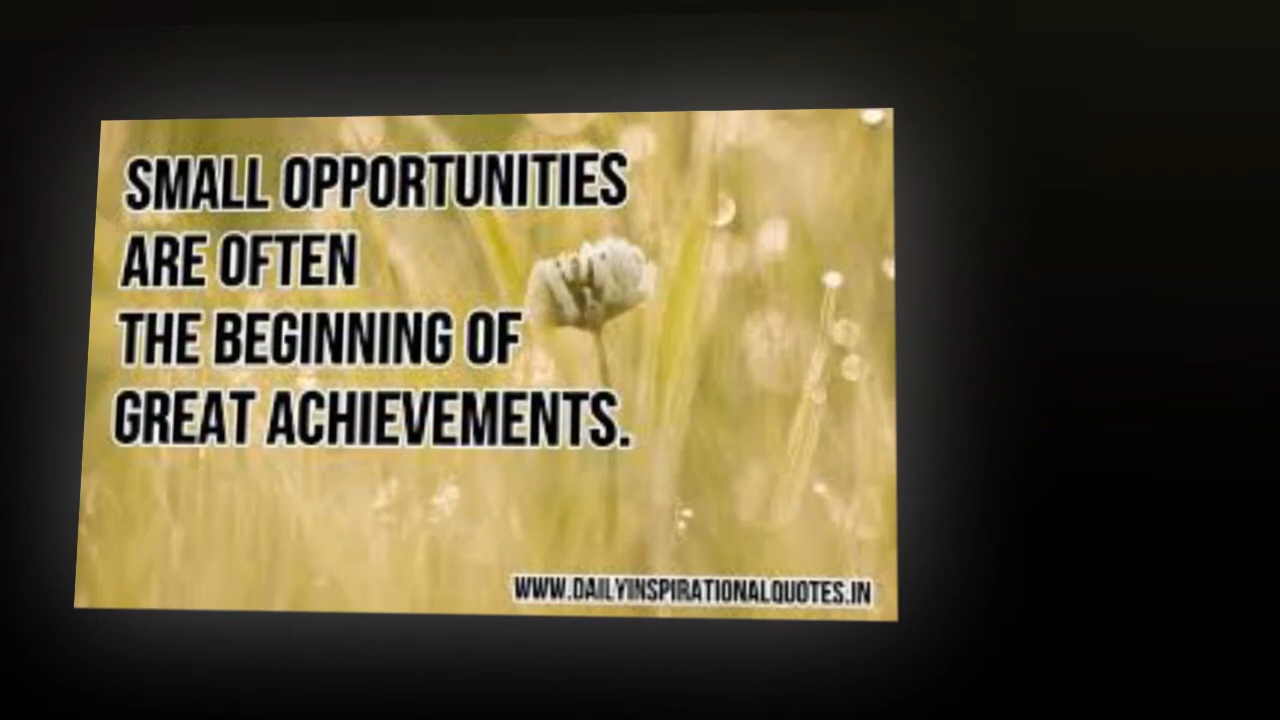 SMALL OPPORTUNITIES
ARE OFTEN
THE BEGINNING OF
GREAT ACHIEVEMENTS.
WWW.DAILYINSPIRATIONALQUOTES.IN